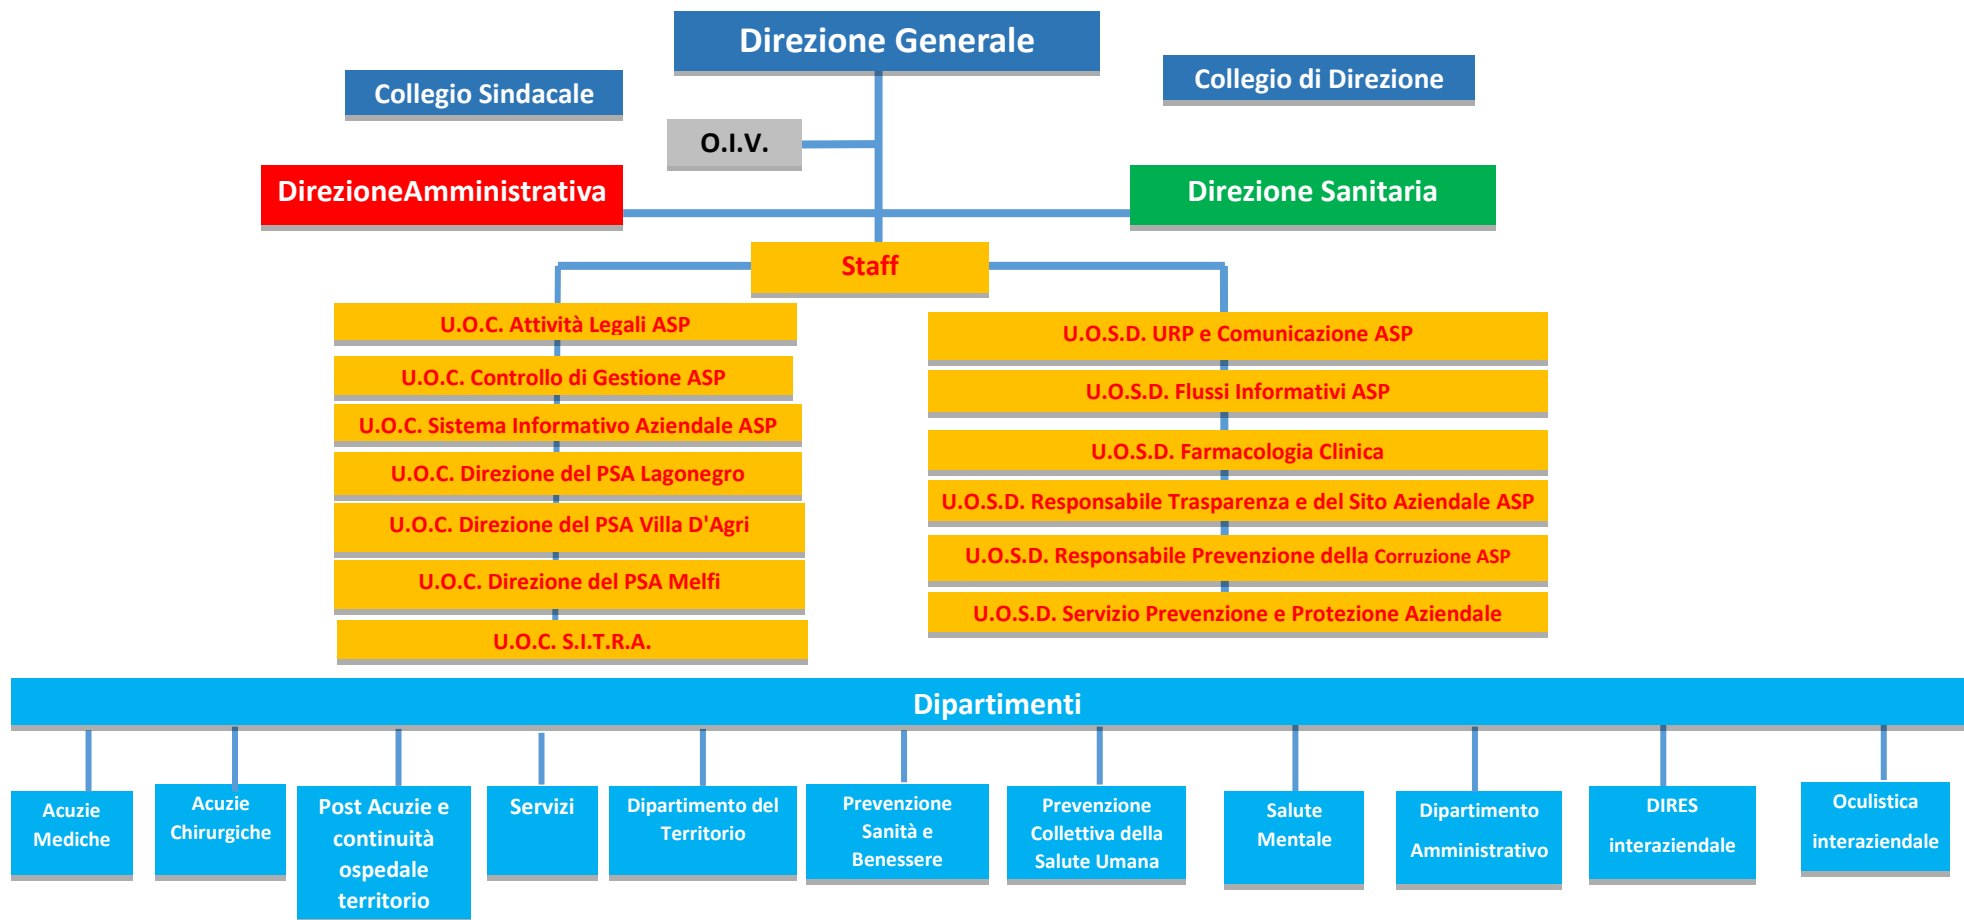 Direzione Generale
Collegio Sindacale
Collegio di Direzione
O.I.V.
DirezioneAmministrativa
Direzione Sanitaria
Staff
U.O.C. Attività Legali ASP
U.O.C. Controllo di Gestione ASP
U.O.C. Sistema Informativo Aziendale ASP
U.O.C. Direzione del PSA Lagonegro
U.O.C. Direzione del PSA Villa D'Agri
U.O.C. Direzione del PSA Melfi
U.O.C. S.I.T.R.A.
U.O.S.D. URP e Comunicazione ASP
U.O.S.D. Flussi Informativi ASP
U.O.S.D. Farmacologia Clinica
U.O.S.D. Responsabile Trasparenza e del Sito Aziendale ASP
U.O.S.D. Responsabile Prevenzione della Corruzione ASP
U.O.S.D. Servizio Prevenzione e Protezione Aziendale
Dipartimenti
Acuzie
Mediche
Acuzie
Chirurgiche
Post Acuzie e
continuità
ospedale
territorio
Servizi
Dipartimento del
Territorio
Prevenzione
Sanità e
Benessere
Prevenzione
Collettiva della
Salute Umana
Salute
Mentale
Dipartimento
Amministrativo
DIRES
interaziendale
Oculistica
interaziendale